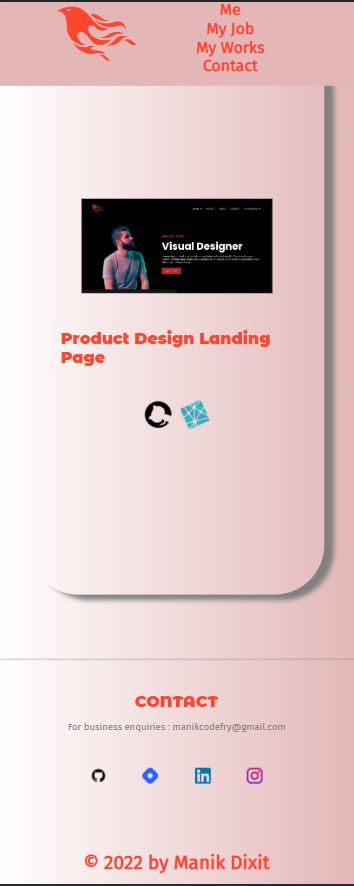 Me
My Job
My Works
Contact
Visual Designer
Product Design Landing
Page
CONTACT
For business enquiries : manikcodefry@gmail.com
in
© 2022 by Manik Dixit